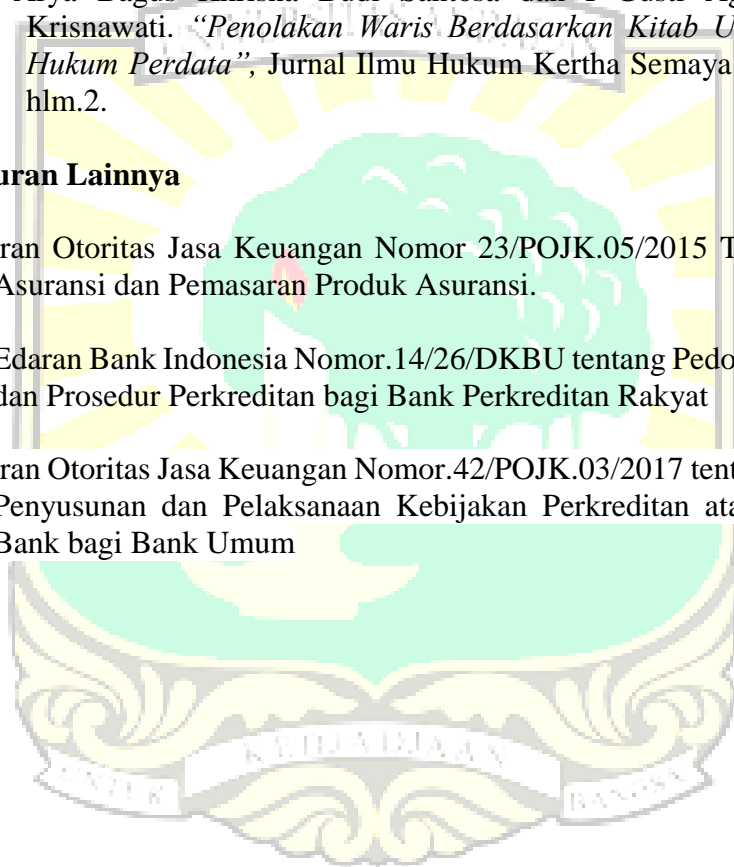 Krisnawati. “Penolakan Waris Berdasarkan Kitab U
Hukum Perdata”, Jurnal Ilmu Hukum Kertha Semaya
hlm.2.
uran Lainnya
ran Otoritas Jasa Keuangan Nomor 23/POJK.05/2015 T
Asuransi dan Pemasaran Produk Asuransi.
Edaran Bank Indonesia Nomor.14/26/DKBU tentang Pedo
dan Prosedur Perkreditan bagi Bank Perkreditan Rakyat
ran Otoritas Jasa Keuangan Nomor.42/POJK.03/2017 tent
Penyusunan dan Pelaksanaan Kebijakan Perkreditan ata
Bank bagi Bank Umum
UNTUK KEDJAJAAN BANGSA